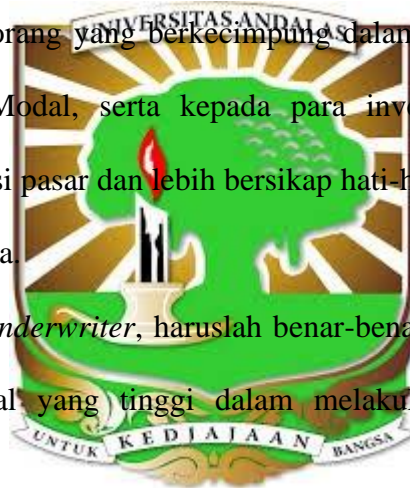 UNIVERSITAS ANDALAS
orang yang berkecimpung dalam
Modal, serta kepada para inve
si pasar dan lebih bersikap hati-h
a.
nderwriter, haruslah benar-bena
al yang tinggi dalam melaku
UNTUK KEDJAJAAN BANGSA